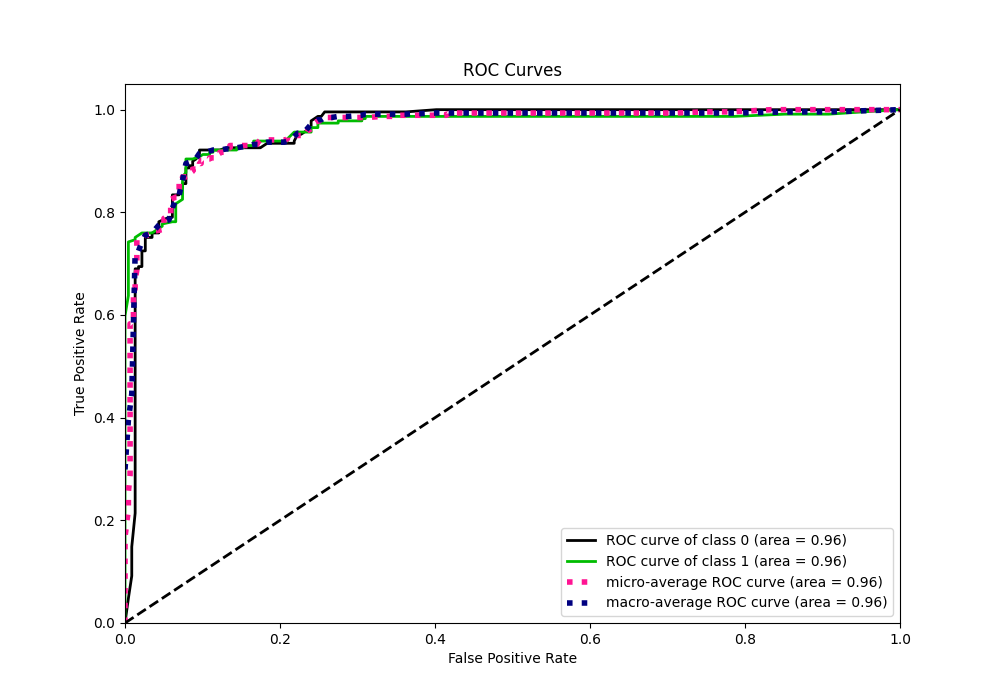 ROC Curves
True Positive Rate
1.0
0.8
0.6
0.4
0.2
0.0
0.0 0.2 0.4 0.6 0.8 1.0
False Positive Rate
ROC curve of class 0 (area = 0.96)
ROC curve of class 1 (area = 0.96)
micro-average ROC curve (area = 0.96)
macro-average ROC curve (area = 0.96)